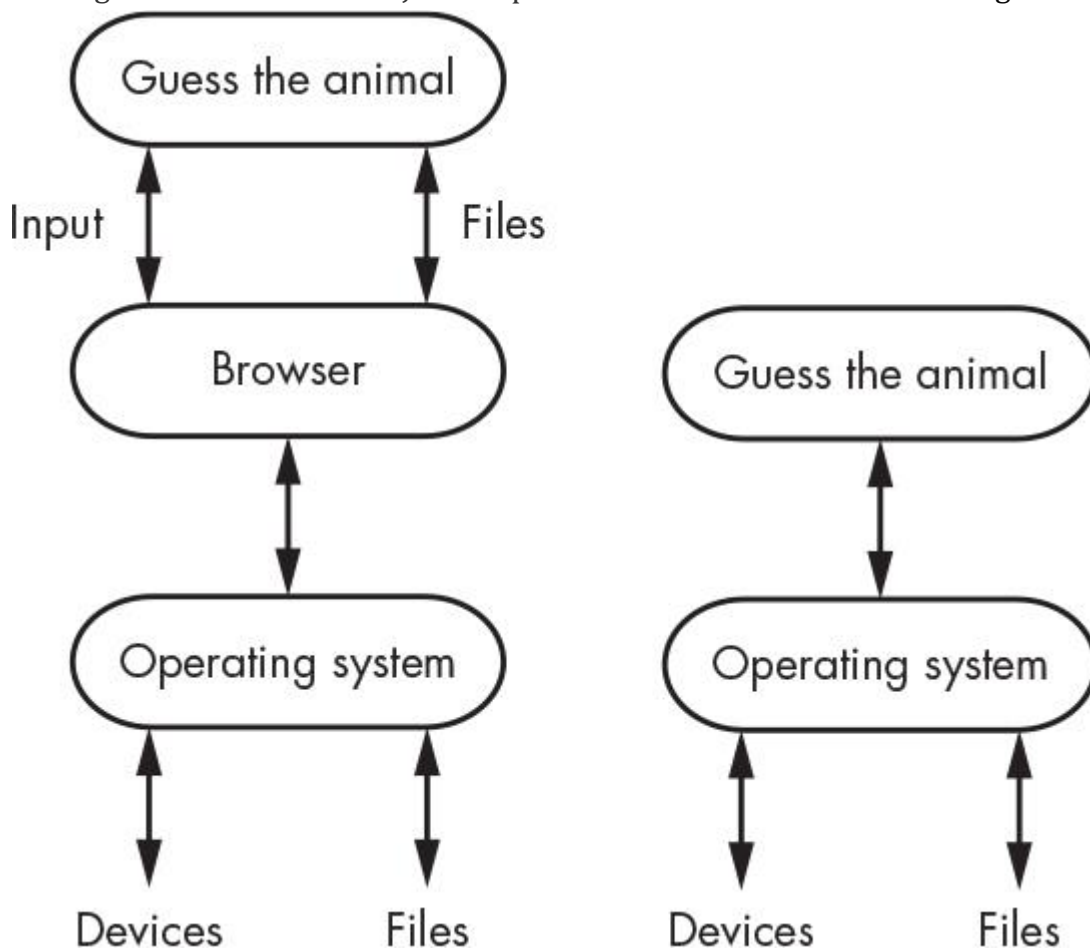 Guess the animal
Input
Files
Browser
Guess the animal
Operating system
Operating system
Devices
Files
Devices
Files